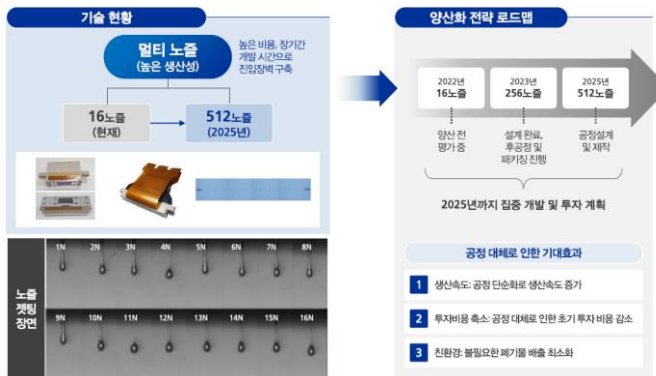 기술 현황
멀티 노즐
(높은 생산성)
높은 비용, 장기간
개발 시간으로
진입장벽 구축
16노즐
(현재)
512노즐
(2025년)
노즐
젯팅
장면
1N 2N 3N 4N 5N 6N 7N 8N
9N 10N 11N 12N 13N 14N 15N 16N
양산화 전략 로드맵
2022년
16노즐
2023년
256노즐
2025년
512노즐
양산 전
평가 중
설계 완료,
후공정 및
패키징 진행
공정설계
및 제작
2025년까지 집중 개발 및 투자 계획
공정 대체로 인한 기대효과
1 생산속도: 공정 단순화로 생산속도 증가
2 투자비용 축소: 공정 대체로 인한 초기 투자 비용 감소
3 친환경: 불필요한 폐기물 배출 최소화